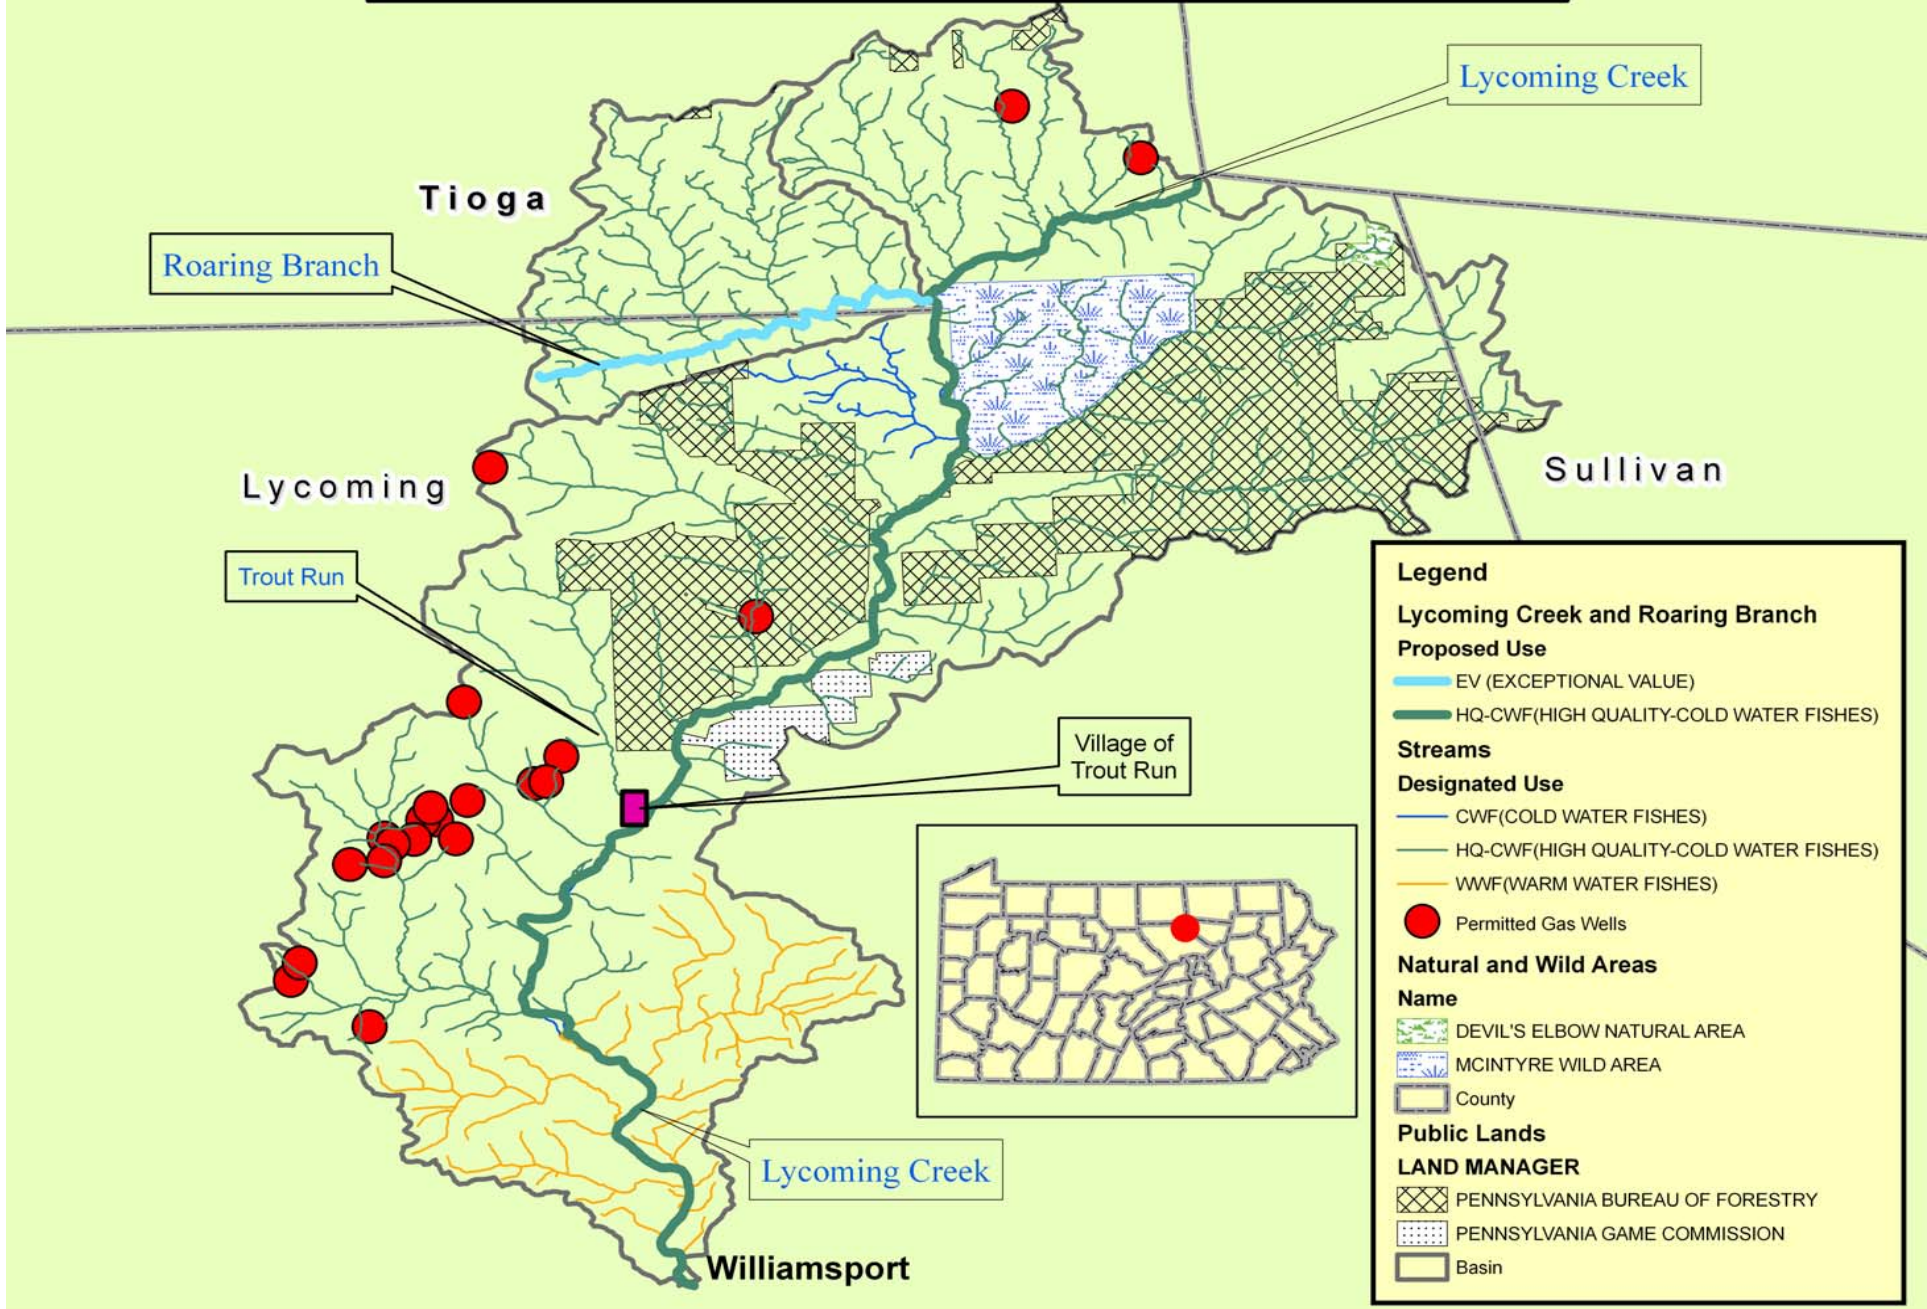 Lycoming Creek
Tioga
Roaring Branch
Lycoming
Sullivan
Trout Run
Village of
Trout Run
Lycoming Creek
Williamsport
Legend
Lycoming Creek and Roaring Branch
Proposed Use
EV (EXCEPTIONAL VALUE)
HQ-CWF(HIGH QUALITY-COLD WATER FISHES)
Streams
Designated Use
CWF(COLD WATER FISHES)
HQ-CWF(HIGH QUALITY-COLD WATER FISHES)
WWF(WARM WATER FISHES)
Permitted Gas Wells
Natural and Wild Areas
Name
DEVIL'S ELBOW NATURAL AREA
MCINTYRE WILD AREA
County
Public Lands
LAND MANAGER
PENNSYLVANIA BUREAU OF FORESTRY
PENNSYLVANIA GAME COMMISSION
Basin